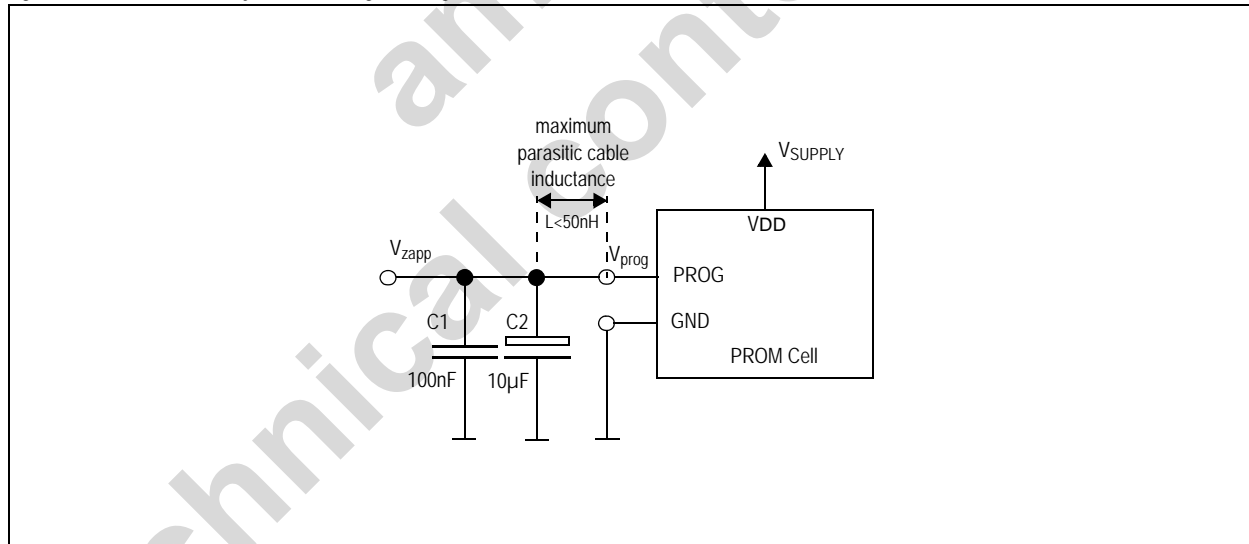 maximum
parasitic cable
inductance
L<50nH
VSUPPLY
VDD
Vzapp
Vprog
PROG
C1
C2
GND
PROM Cell
100nF
10µF